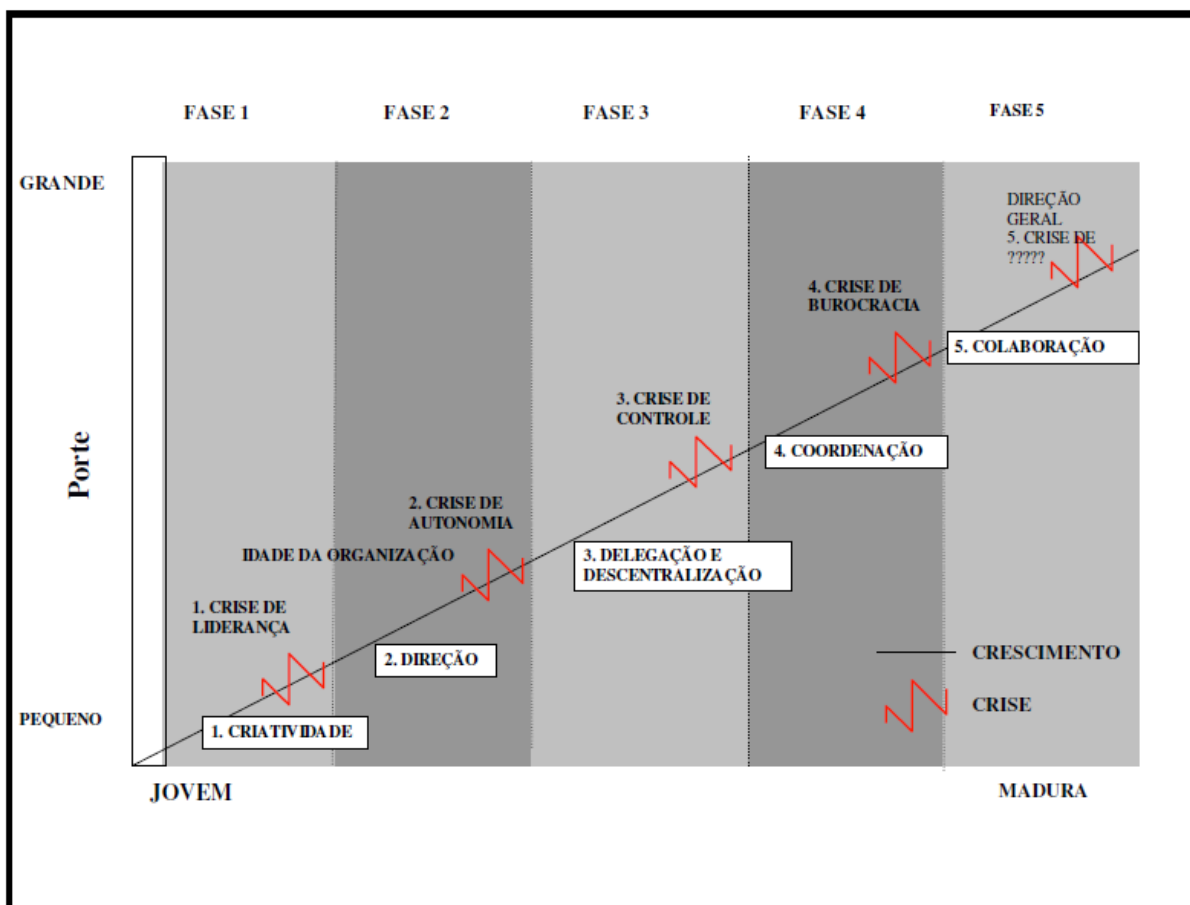 FASE 1
FASE 2
FASE 3
FASE 4
FASE 5
GRANDE
DIREÇÃO
GERAL
5. CRISE DE
?????
4. CRISE DE
BUROCRACIA
5. COLABORAÇÃO
3. CRISE DE
CONTROLE
4. COORDENAÇÃO
Porte
2. CRISE DE
AUTONOMIA
IDADE DA ORGANIZAÇÃO
3. DELEGAÇÃO E
DESCENTRALIZAÇÃO
1. CRISE DE
LIDERANÇA
2. DIREÇÃO
CRESCIMENTO
CRISE
PEQUENO
1. CRIATIVIDADE
JOVEM
MADURA